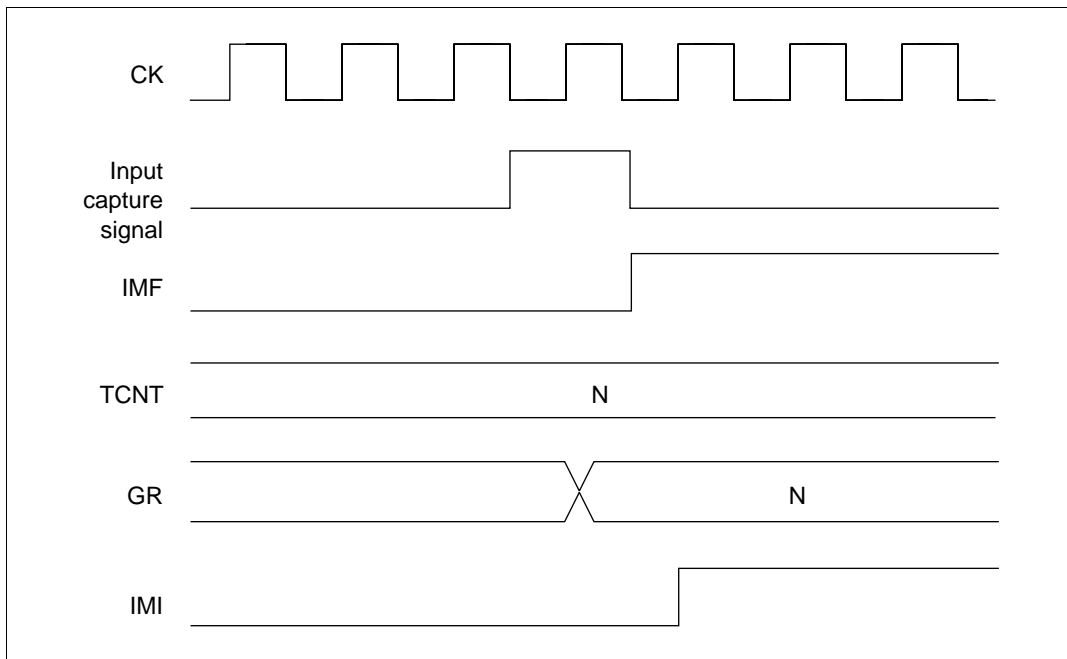 CK
Input
capture
signal
IMF
TCNT
N
GR
N
IMI